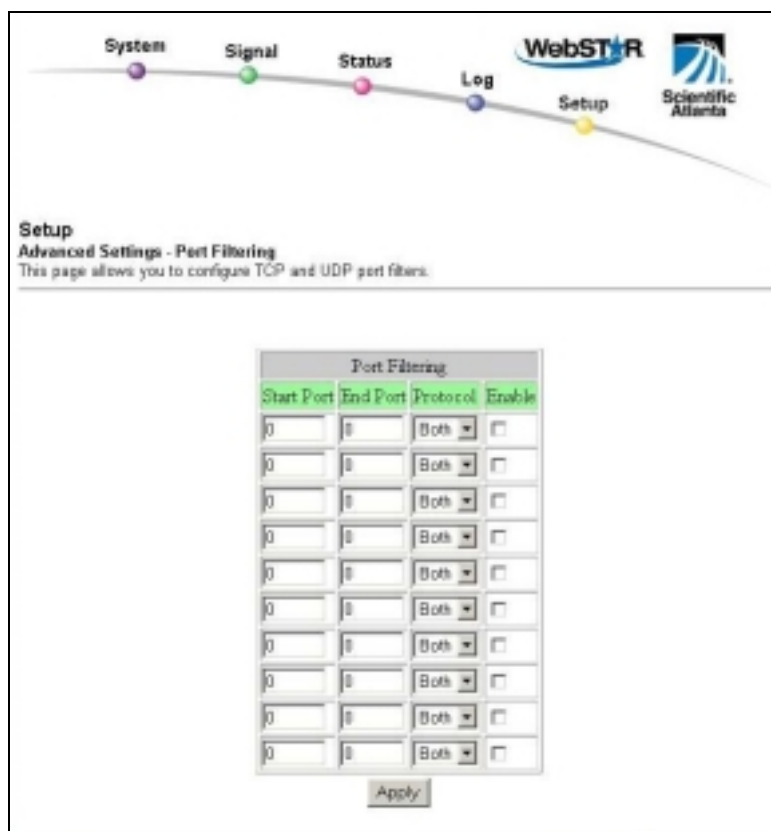 System
Signal
Status
Log
Setup
WebSTAR
Scientific
Atlanta
Setup
Advanced Settings - Port Filtering
This page allows you to configure TCP and UDP port filters.
Port Filtering
Start Port End Port Protocol Enable
0 0 Both
0 0 Both
0 0 Both
0 0 Both
0 0 Both
0 0 Both
0 0 Both
0 0 Both
0 0 Both
0 0 Both
Apply